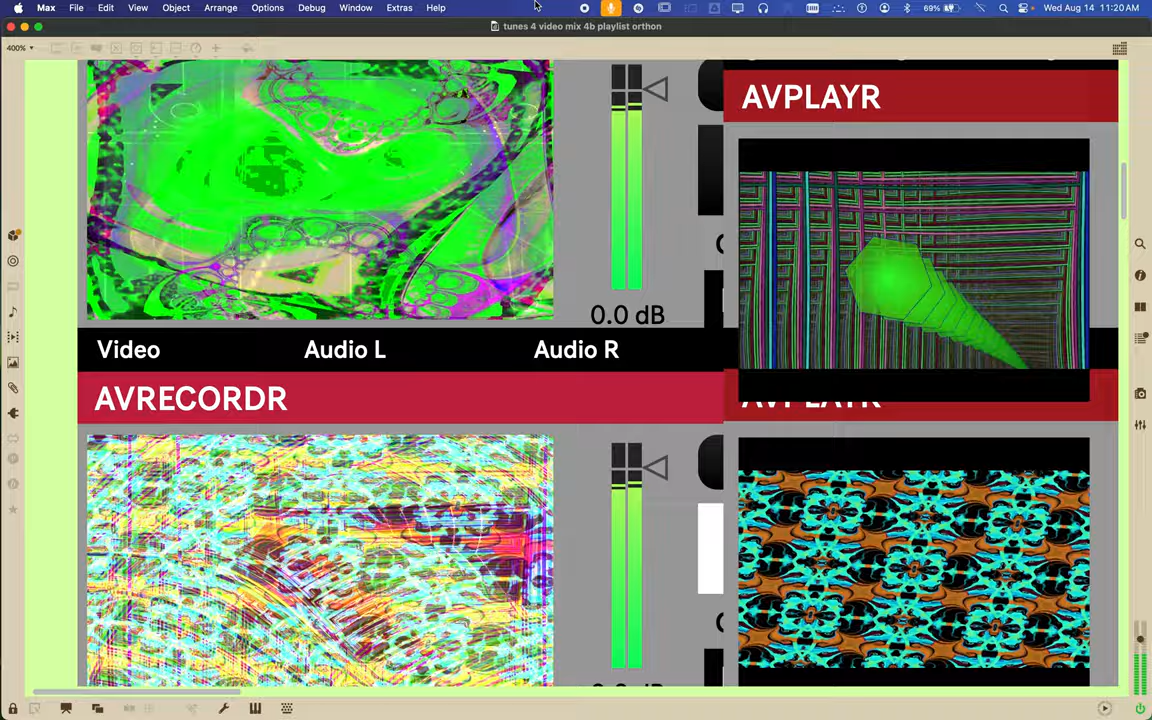 Max File Edit View Object Arrange Options Debug Window Extras Help 69% Wed Aug 14 11:20 AM
tunes 4 video mix 4b playlist orthon
400%
AVPLAYR
0.0 dB
Video Audio L Audio R
AVRECORDR
AVPLAYR